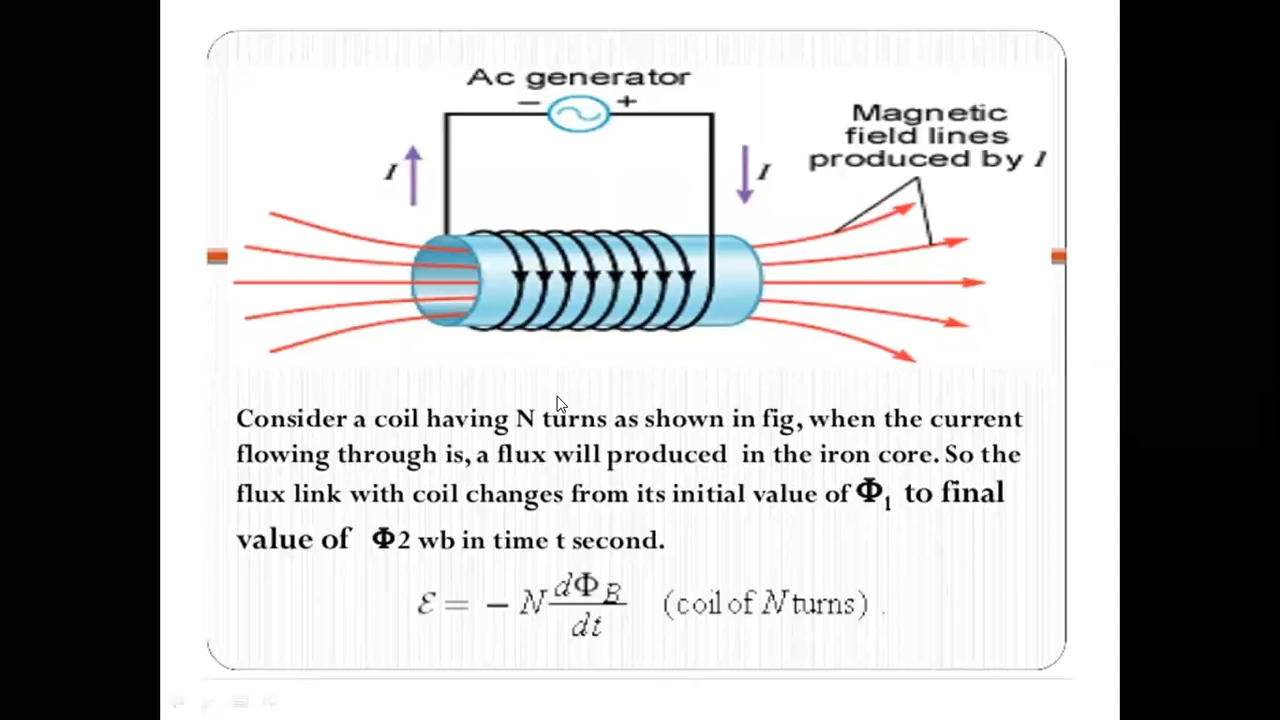 Ac generator
− +
Magnetic
field lines
produced by I
I
I
Consider a coil having N turns as shown in fig, when the current
flowing through is, a flux will produced in the iron core. So the
flux link with coil changes from its initial value of Φ₁ to final
value of Φ2 wb in time t second.
ℰ = − N dΦ_B/dt (coil of N turns) .